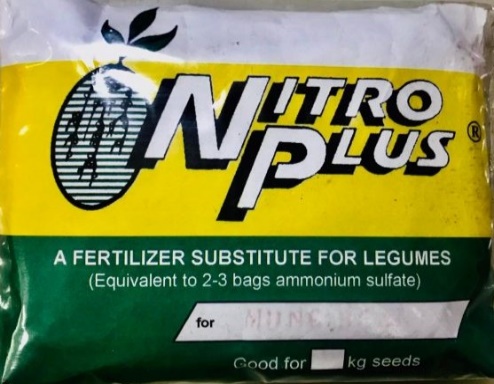 NITRO
PLUS ®
A FERTILIZER SUBSTITUTE FOR LEGUMES
(Equivalent to 2-3 bags ammonium sulfate)
for
Good for kg seeds